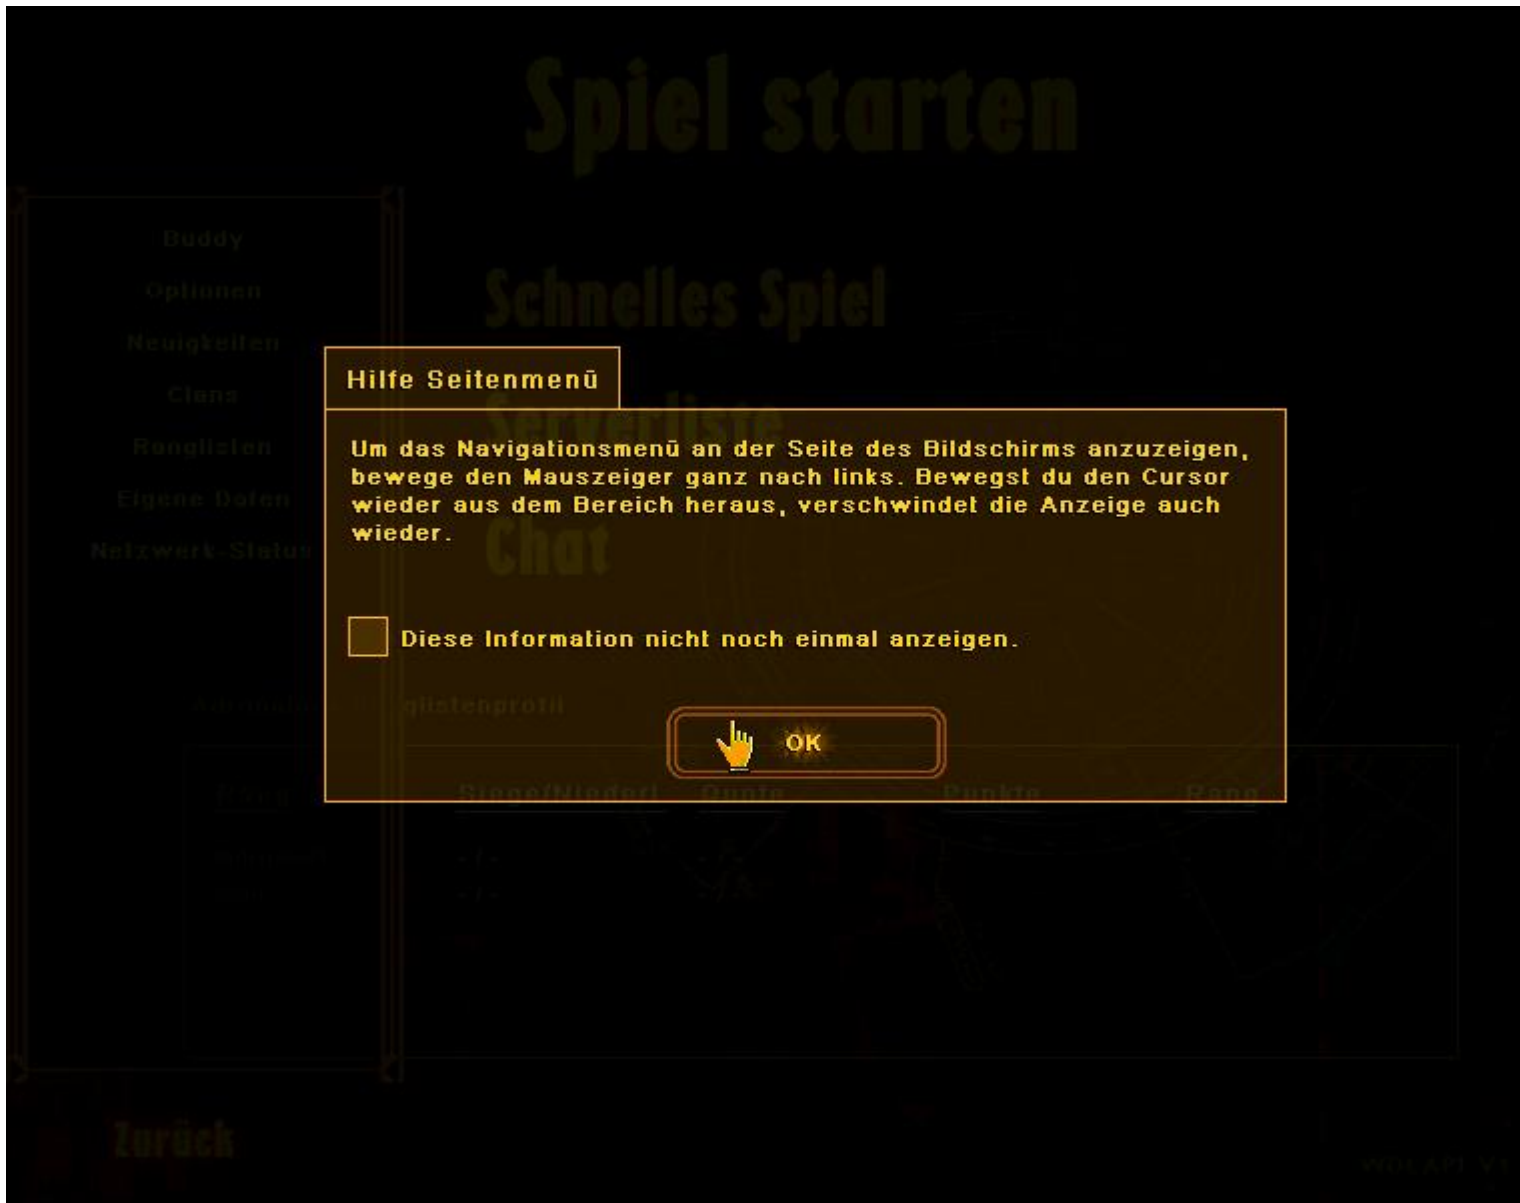 Spiel starten
Buddy
Optionen
Schnelles Spiel
Neuigkeiten
Hilfe Seitenmenü
Clans
Serverliste
Ranglisten
Um das Navigationsmenü an der Seite des Bildschirms anzuzeigen,
bewege den Mauszeiger ganz nach links. Bewegst du den Cursor
wieder aus dem Bereich heraus, verschwindet die Anzeige auch
wieder.
Eigene Daten
Chat
Netzwerk-Status
Diese Information nicht noch einmal anzeigen.
OK
Siege/Niederl. Quote Punkte Rang
-/- -/-
-/- -/-
Zurück